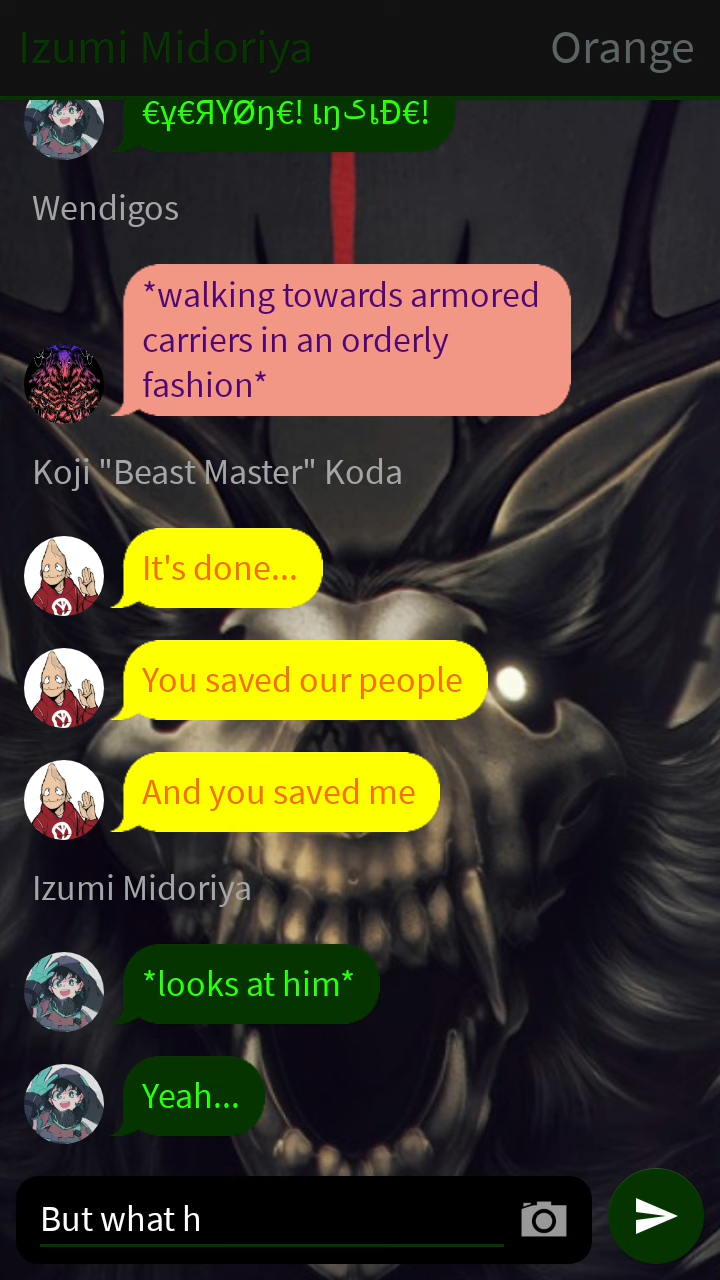 Izumi Midoriya
Orange
€ɏ€ЯYØŋ€! ɩŋکɩĐ€!
Wendigos
*walking towards armored
carriers in an orderly
fashion*
Koji "Beast Master" Koda
It's done...
You saved our people
And you saved me
Izumi Midoriya
*looks at him*
Yeah...
But what h